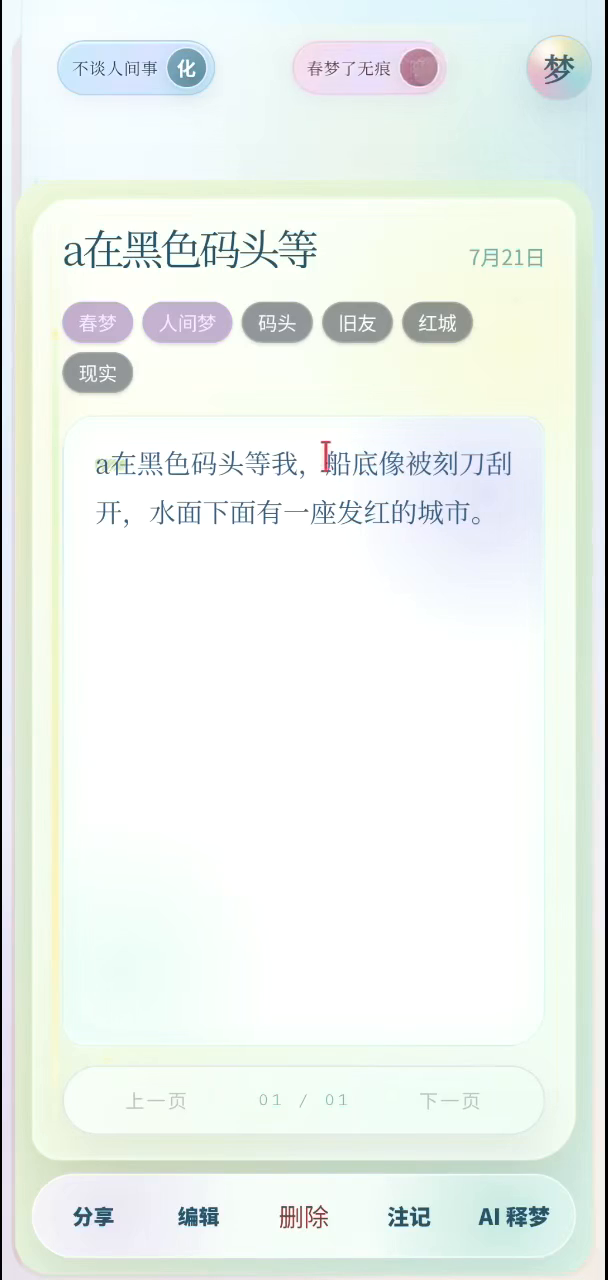 不谈人间事 化
春梦了无痕
梦
a在黑色码头等
7月21日
春梦 人间梦 码头 旧友 红城
现实
a在黑色码头等我，船底像被刻刀刮
开，水面下面有一座发红的城市。
上一页 01 / 01 下一页
分享 编辑 删除 注记 AI 释梦